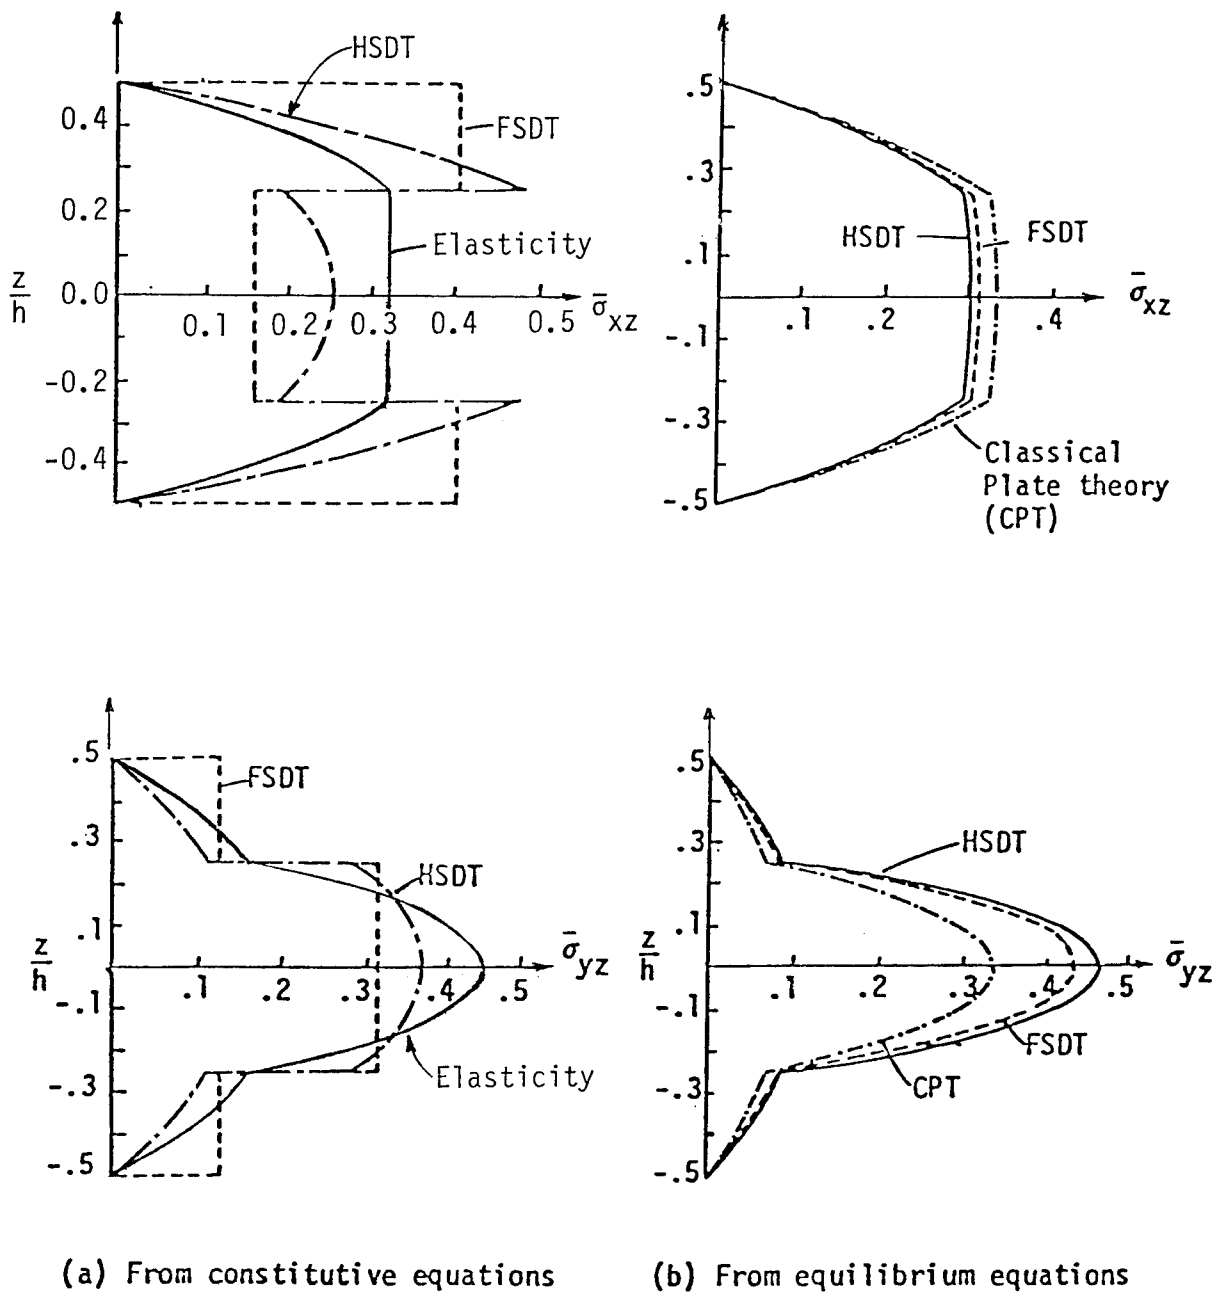 HSDT
FSDT
Elasticity
0.4
0.2
0.0
-0.2
-0.4
z/h
0.1 0.2 0.3 0.4 0.5
σ̄xz
.5
.3
.1
-.1
-.3
-.5
HSDT
FSDT
.1 .2 .4
σ̄xz
Classical
Plate theory
(CPT)
.5
.3
.1
-.1
-.3
-.5
z/h
FSDT
HSDT
.1 .2 .3 .4 .5
σ̄yz
Elasticity
.5
.3
.1
-.1
-.3
-.5
z/h
HSDT
.1 .2 .3 .4 .5
σ̄yz
FSDT
CPT
(a) From constitutive equations
(b) From equilibrium equations